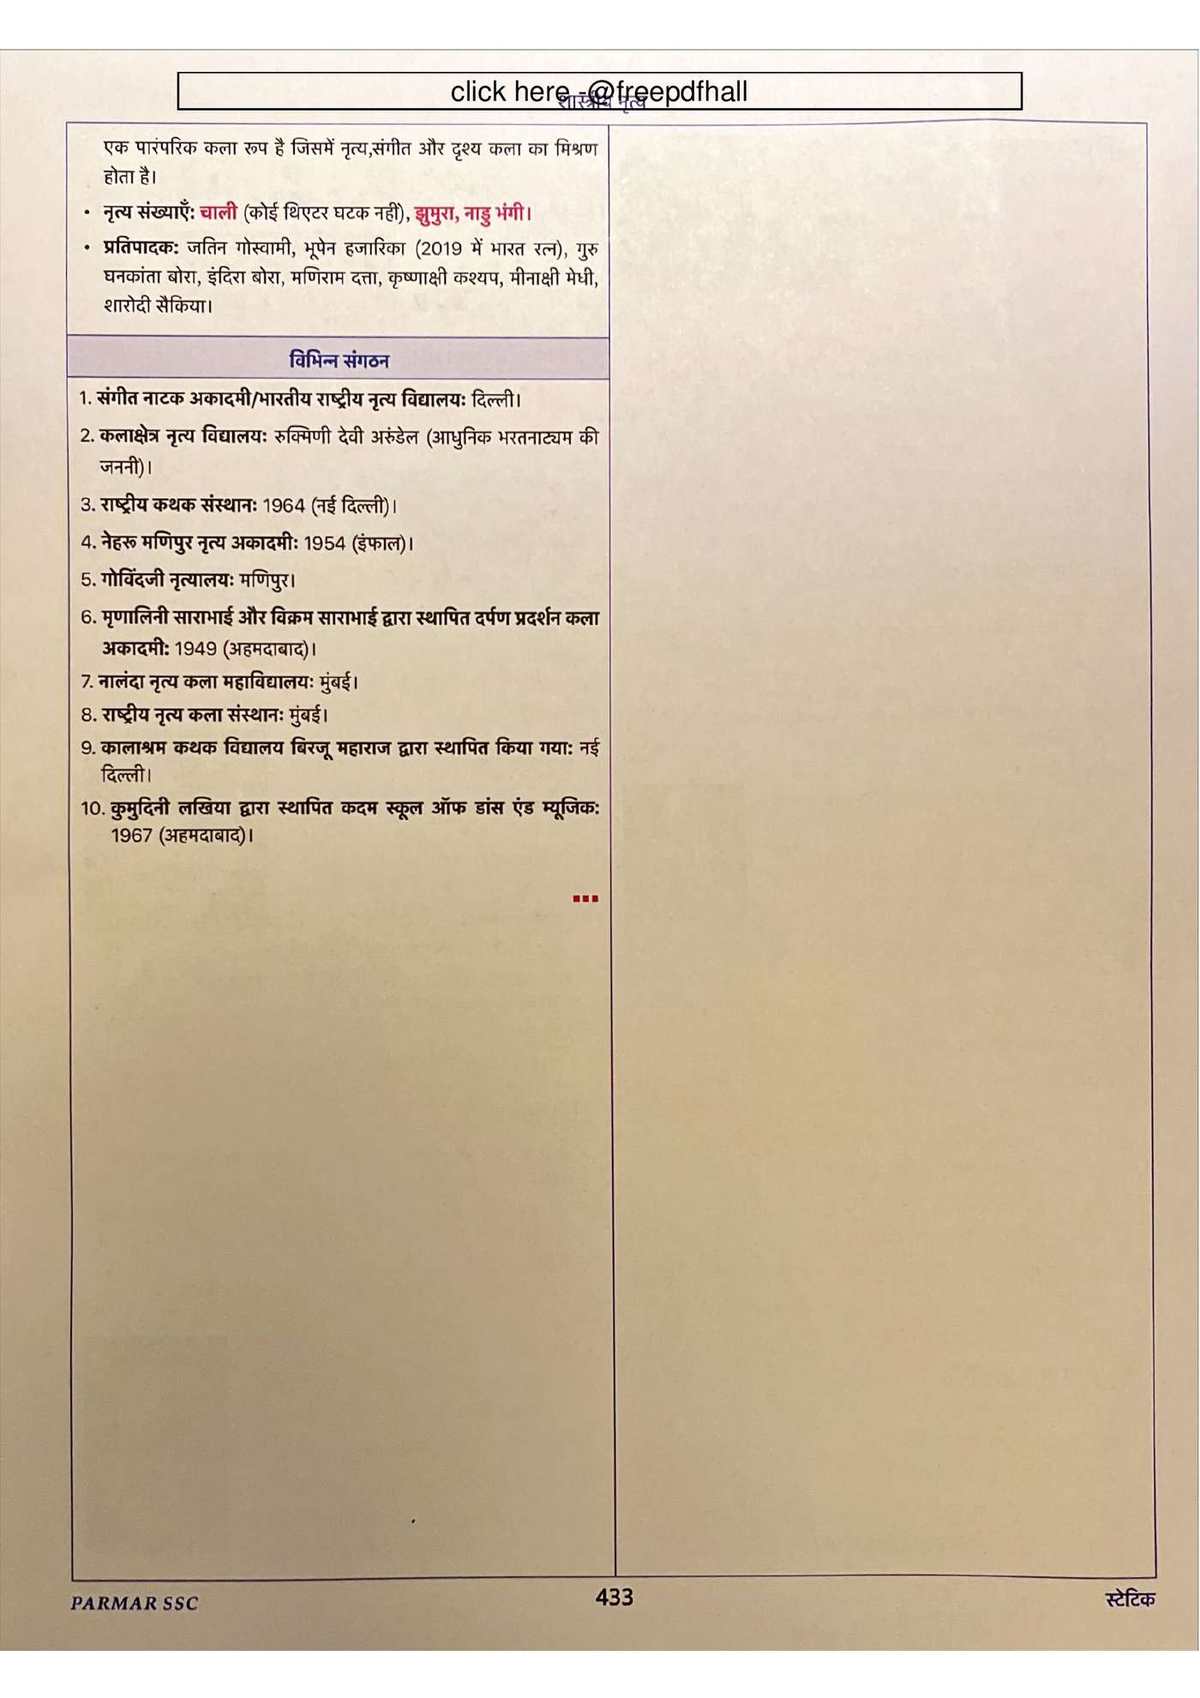 click here -@freepdfhall
शास्त्रीय नृत्य
एक पारंपरिक कला रूप है जिसमें नृत्य,संगीत और दृश्य कला का मिश्रण
होता है।
• नृत्य संख्याएँ: चाली (कोई थिएटर घटक नहीं), झुमुरा, नाडु भंगी।
• प्रतिपादक: जतिन गोस्वामी, भूपेन हजारिका (2019 में भारत रत्न), गुरु
घनकांता बोरा, इंदिरा बोरा, मणिराम दत्ता, कृष्णाक्षी कश्यप, मीनाक्षी मेधी,
शारोदी सैकिया।
विभिन्न संगठन
1. संगीत नाटक अकादमी/भारतीय राष्ट्रीय नृत्य विद्यालय: दिल्ली।
2. कलाक्षेत्र नृत्य विद्यालय: रुक्मिणी देवी अरुंडेल (आधुनिक भरतनाट्यम की
जननी)।
3. राष्ट्रीय कथक संस्थान: 1964 (नई दिल्ली)।
4. नेहरू मणिपुर नृत्य अकादमी: 1954 (इंफाल)।
5. गोविंदजी नृत्यालय: मणिपुर।
6. मृणालिनी साराभाई और विक्रम साराभाई द्वारा स्थापित दर्पण प्रदर्शन कला
अकादमी: 1949 (अहमदाबाद)।
7. नालंदा नृत्य कला महाविद्यालय: मुंबई।
8. राष्ट्रीय नृत्य कला संस्थान: मुंबई।
9. कालाश्रम कथक विद्यालय बिरजू महाराज द्वारा स्थापित किया गया: नई
दिल्ली।
10. कुमुदिनी लखिया द्वारा स्थापित कदम स्कूल ऑफ डांस एंड म्यूजिक:
1967 (अहमदाबाद)।
PARMAR SSC
433
स्टेटिक